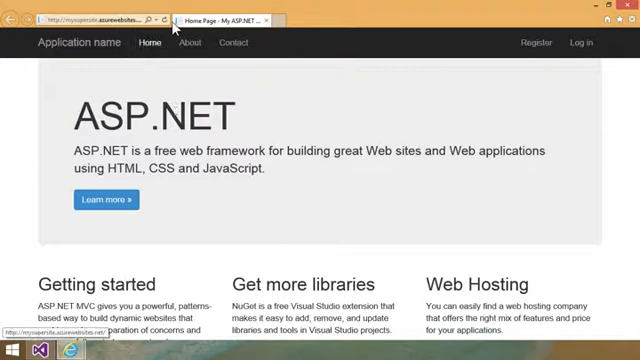 http://mysupersite.azurewebsites...
Home Page - My ASP.NET ...
Application name Home About Contact Register Log in
ASP.NET
ASP.NET is a free web framework for building great Web sites and Web applications
using HTML, CSS and JavaScript.
Learn more »
Getting started
ASP.NET MVC gives you a powerful, patterns-
based way to build dynamic websites that
paration of concerns and
Get more libraries
NuGet is a free Visual Studio extension that
makes it easy to add, remove, and update
libraries and tools in Visual Studio projects.
Web Hosting
You can easily find a web hosting company
that offers the right mix of features and price
for your applications.
http://mysupersite.azurewebsites.net/